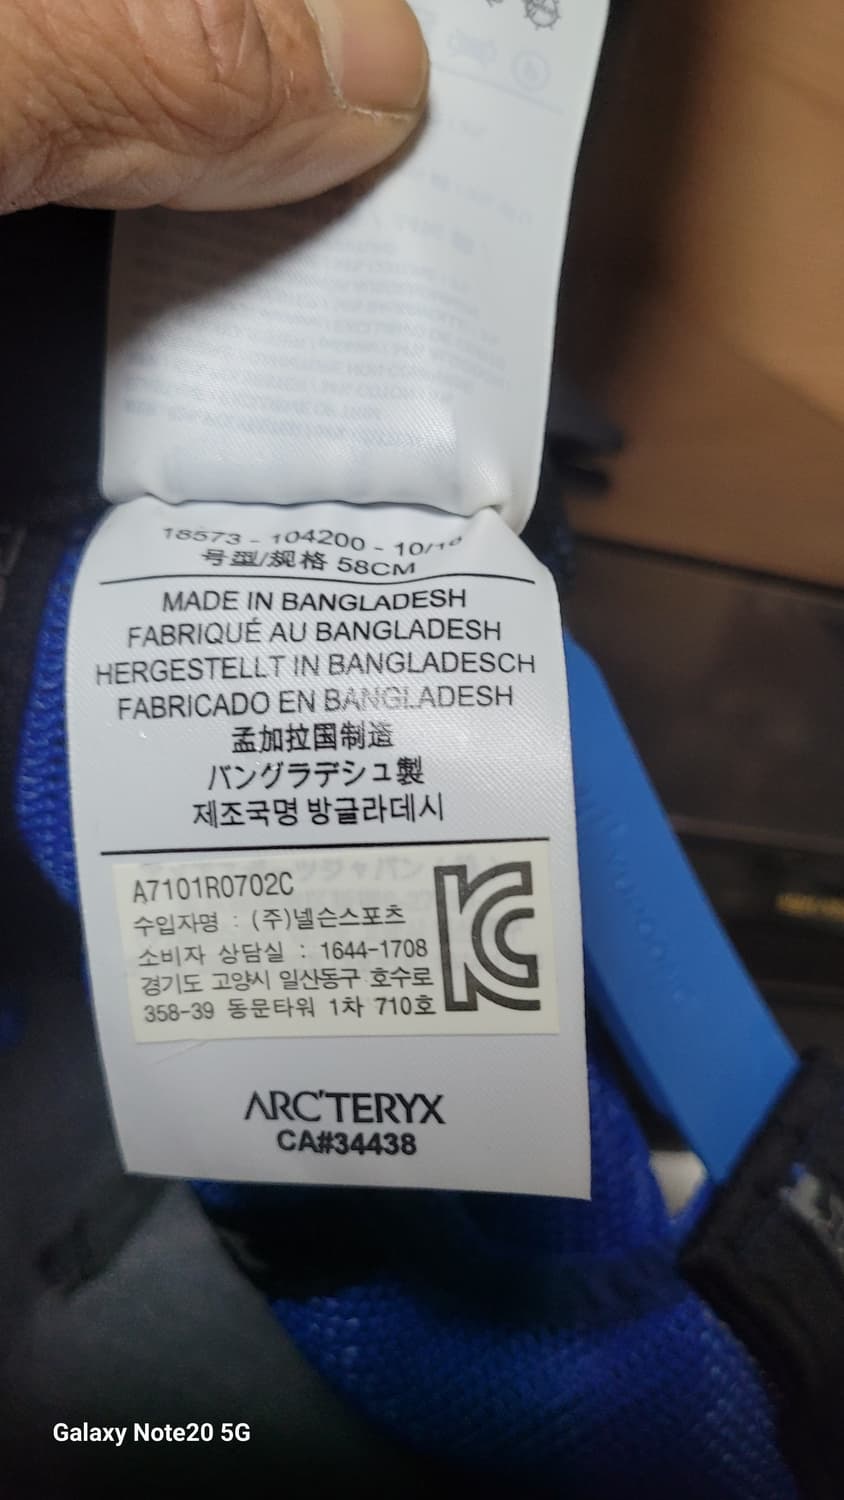 18573 - 104200 - 10/18
号型/规格 58CM
MADE IN BANGLADESH
FABRIQUÉ AU BANGLADESH
HERGESTELLT IN BANGLADESCH
FABRICADO EN BANGLADESH
孟加拉国制造
バングラデシュ製
제조국명 방글라데시
A7101R0702C
수입자명 : (주)넬슨스포츠
소비자 상담실 : 1644-1708
경기도 고양시 일산동구 호수로
358-39 동문타워 1차 710호
ARC'TERYX
CA#34438
Galaxy Note20 5G